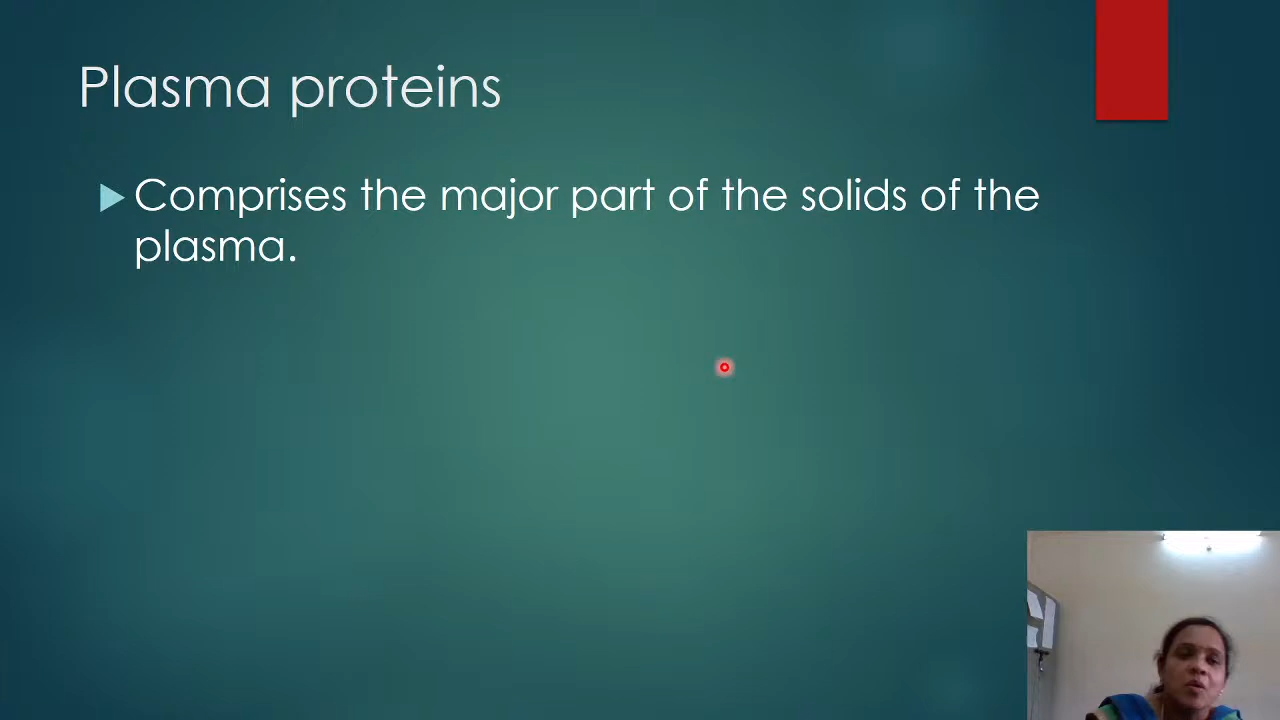 Plasma proteins
Comprises the major part of the solids of the
plasma.